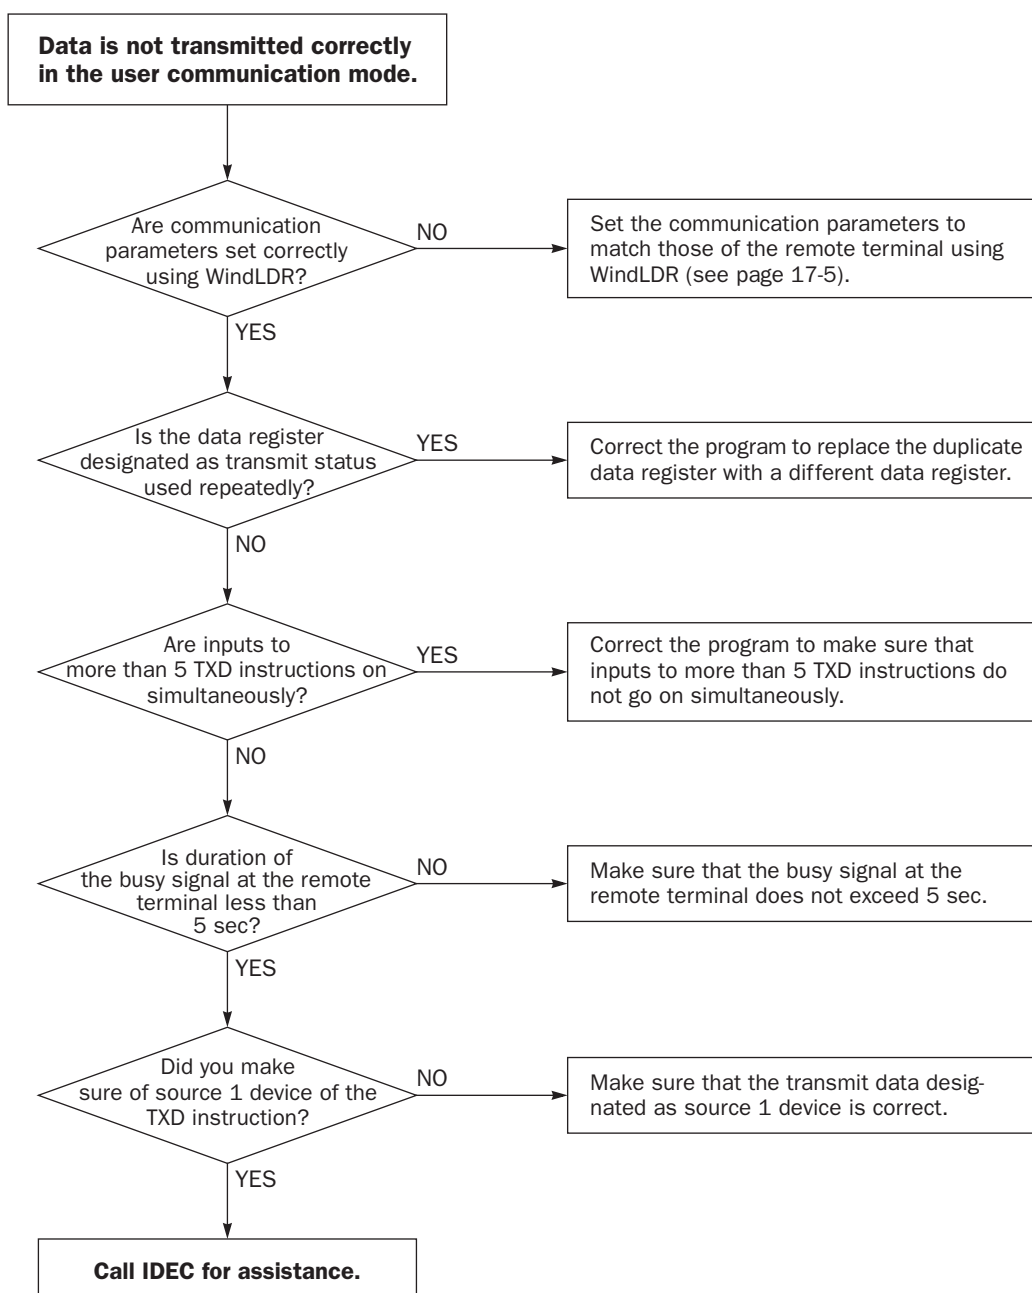 Data is not transmitted correctly
in the user communication mode.
Are communication
parameters set correctly
using WindLDR?
NO
Set the communication parameters to
match those of the remote terminal using
WindLDR (see page 17-5).
YES
Is the data register
designated as transmit status
used repeatedly?
YES
Correct the program to replace the duplicate
data register with a different data register.
NO
Are inputs to
more than 5 TXD instructions on
simultaneously?
YES
Correct the program to make sure that
inputs to more than 5 TXD instructions do
not go on simultaneously.
NO
Is duration of
the busy signal at the remote
terminal less than
5 sec?
NO
Make sure that the busy signal at the
remote terminal does not exceed 5 sec.
YES
Did you make
sure of source 1 device of the
TXD instruction?
NO
Make sure that the transmit data desig-
nated as source 1 device is correct.
YES
Call IDEC for assistance.